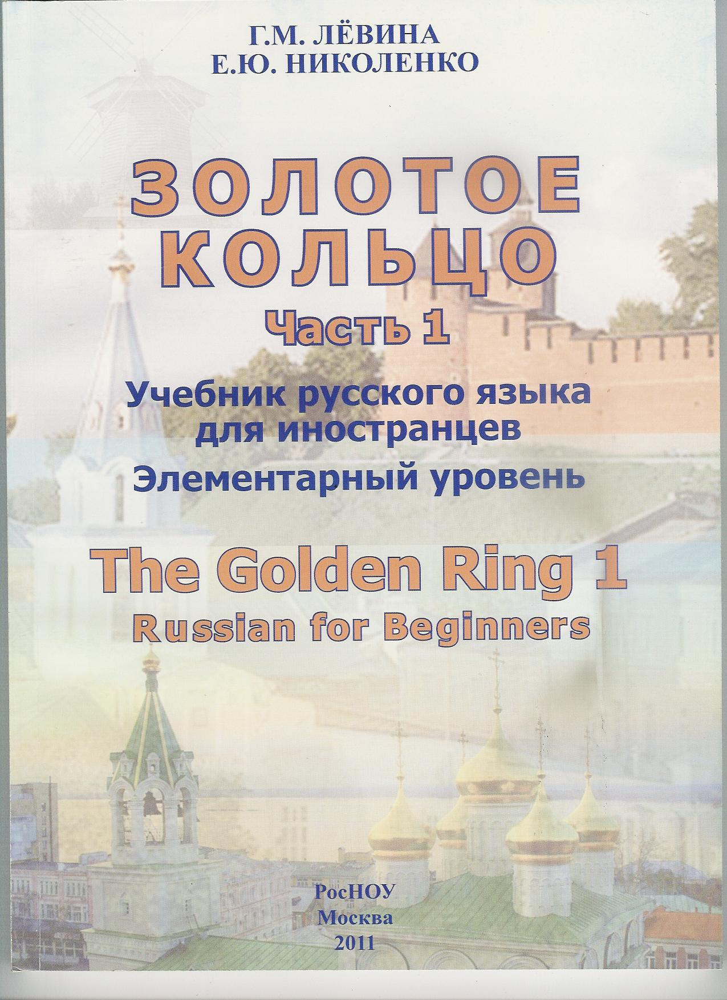 Г.М. ЛЁВИНА
Е.Ю. НИКОЛЕНКО
ЗОЛОТОЕ
КОЛЬЦО
Часть 1
Учебник русского языка
для иностранцев
Элементарный уровень
The Golden Ring 1
Russian for Beginners
РосНОУ
Москва
2011